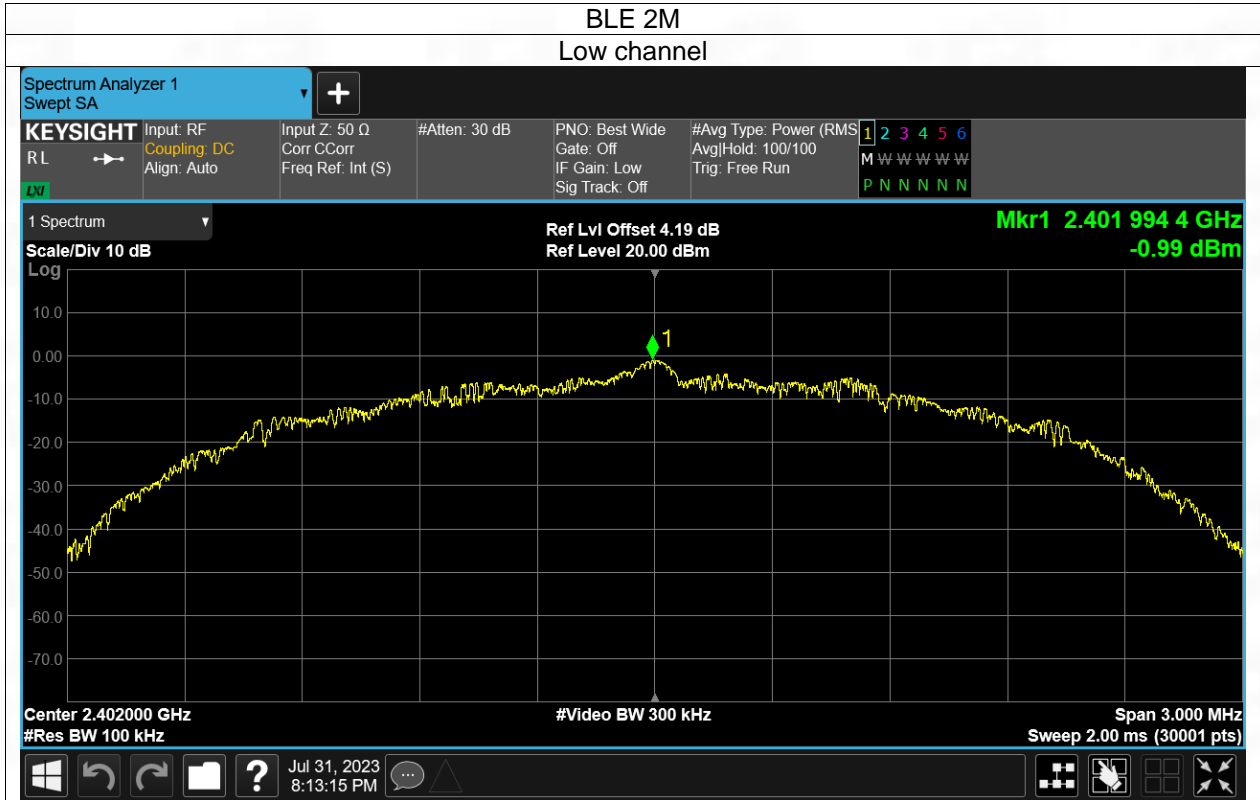 BLE 2M
Low channel
Spectrum Analyzer 1
Swept SA
KEYSIGHT
RL
LXI
Input: RF
Coupling: DC
Align: Auto
Input Z: 50 Ω
Corr CCorr
Freq Ref: Int (S)
#Atten: 30 dB
PNO: Best Wide
Gate: Off
IF Gain: Low
Sig Track: Off
#Avg Type: Power (RMS
Avg|Hold: 100/100
Trig: Free Run
1 2 3 4 5 6
M W W W W W
P N N N N N
1 Spectrum
Scale/Div 10 dB
Log
Ref Lvl Offset 4.19 dB
Ref Level 20.00 dBm
Mkr1 2.401 994 4 GHz
-0.99 dBm
1
10.0
0.00
-10.0
-20.0
-30.0
-40.0
-50.0
-60.0
-70.0
Center 2.402000 GHz
#Video BW 300 kHz
Span 3.000 MHz
#Res BW 100 kHz
Sweep 2.00 ms (30001 pts)
?
Jul 31, 2023
8:13:15 PM